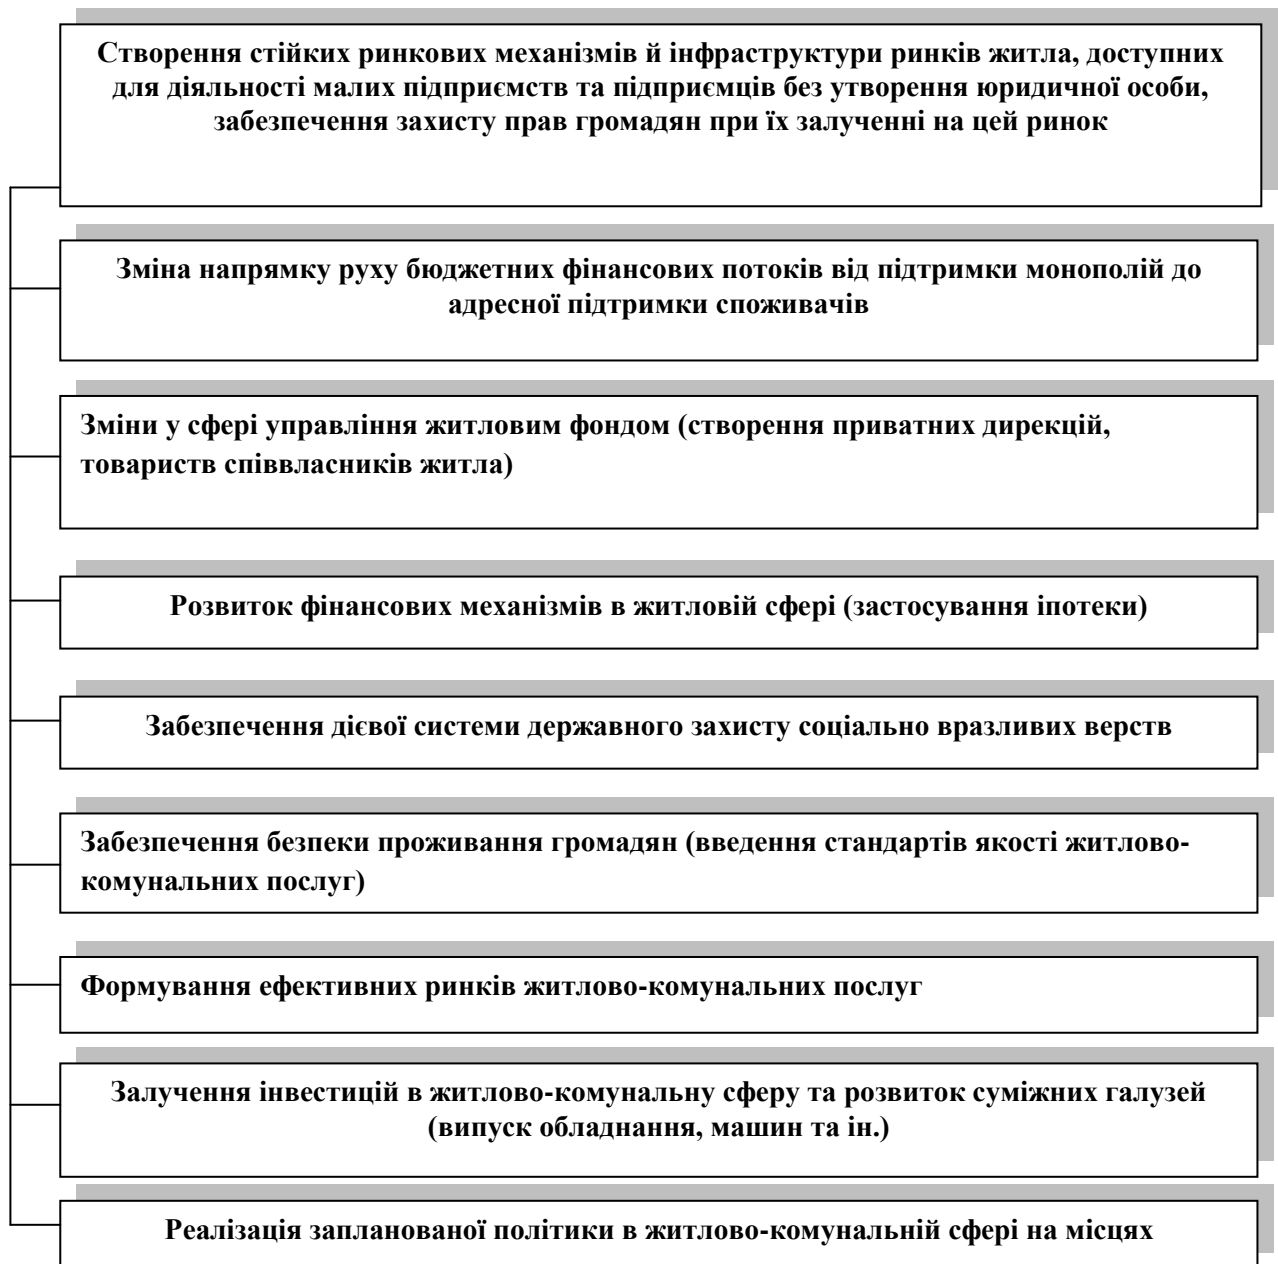 Створення стійких ринкових механізмів й інфраструктури ринків житла, доступних
для діяльності малих підприємств та підприємців без утворення юридичної особи,
забезпечення захисту прав громадян при їх залученні на цей ринок
Зміна напрямку руху бюджетних фінансових потоків від підтримки монополій до
адресної підтримки споживачів
Зміни у сфері управління житловим фондом (створення приватних дирекцій,
товариств співвласників житла)
Розвиток фінансових механізмів в житловій сфері (застосування іпотеки)
Забезпечення дієвої системи державного захисту соціально вразливих верств
Забезпечення безпеки проживання громадян (введення стандартів якості житлово-
комунальних послуг)
Формування ефективних ринків житлово-комунальних послуг
Залучення інвестицій в житлово-комунальну сферу та розвиток суміжних галузей
(випуск обладнання, машин та ін.)
Реалізація запланованої політики в житлово-комунальній сфері на місцях